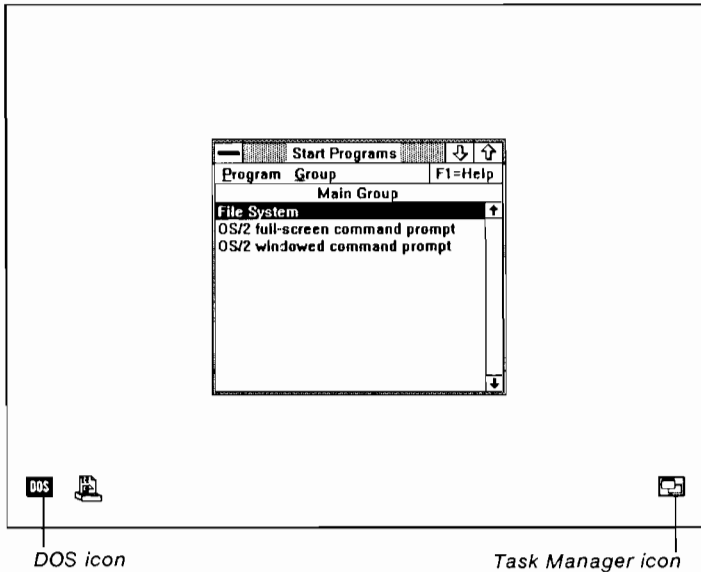 Start Programs
Program Group F1=Help
Main Group
File System
OS/2 full-screen command prompt
OS/2 windowed command prompt
DOS
DOS icon
Task Manager icon